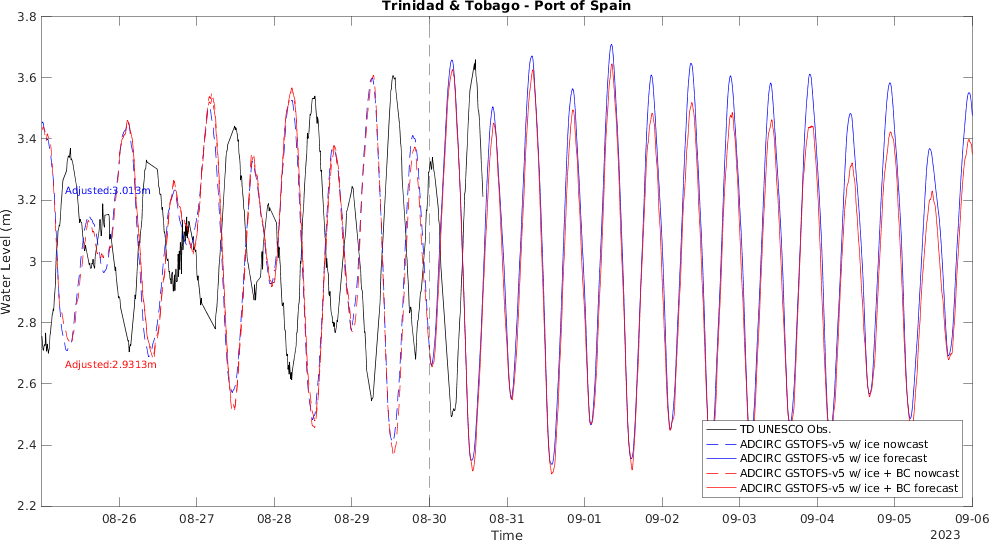 Trinidad & Tobago - Port of Spain
3.8
3.6
3.4
3.2
3
2.8
2.6
2.4
2.2
Water Level (m)
Adjusted:3.013m
Adjusted:2.9313m
TD UNESCO Obs.
ADCIRC GSTOFS-v5 w/ ice nowcast
ADCIRC GSTOFS-v5 w/ ice forecast
ADCIRC GSTOFS-v5 w/ ice + BC nowcast
ADCIRC GSTOFS-v5 w/ ice + BC forecast
08-26 08-27 08-28 08-29 08-30 08-31 09-01 09-02 09-03 09-04 09-05 09-06
Time
2023